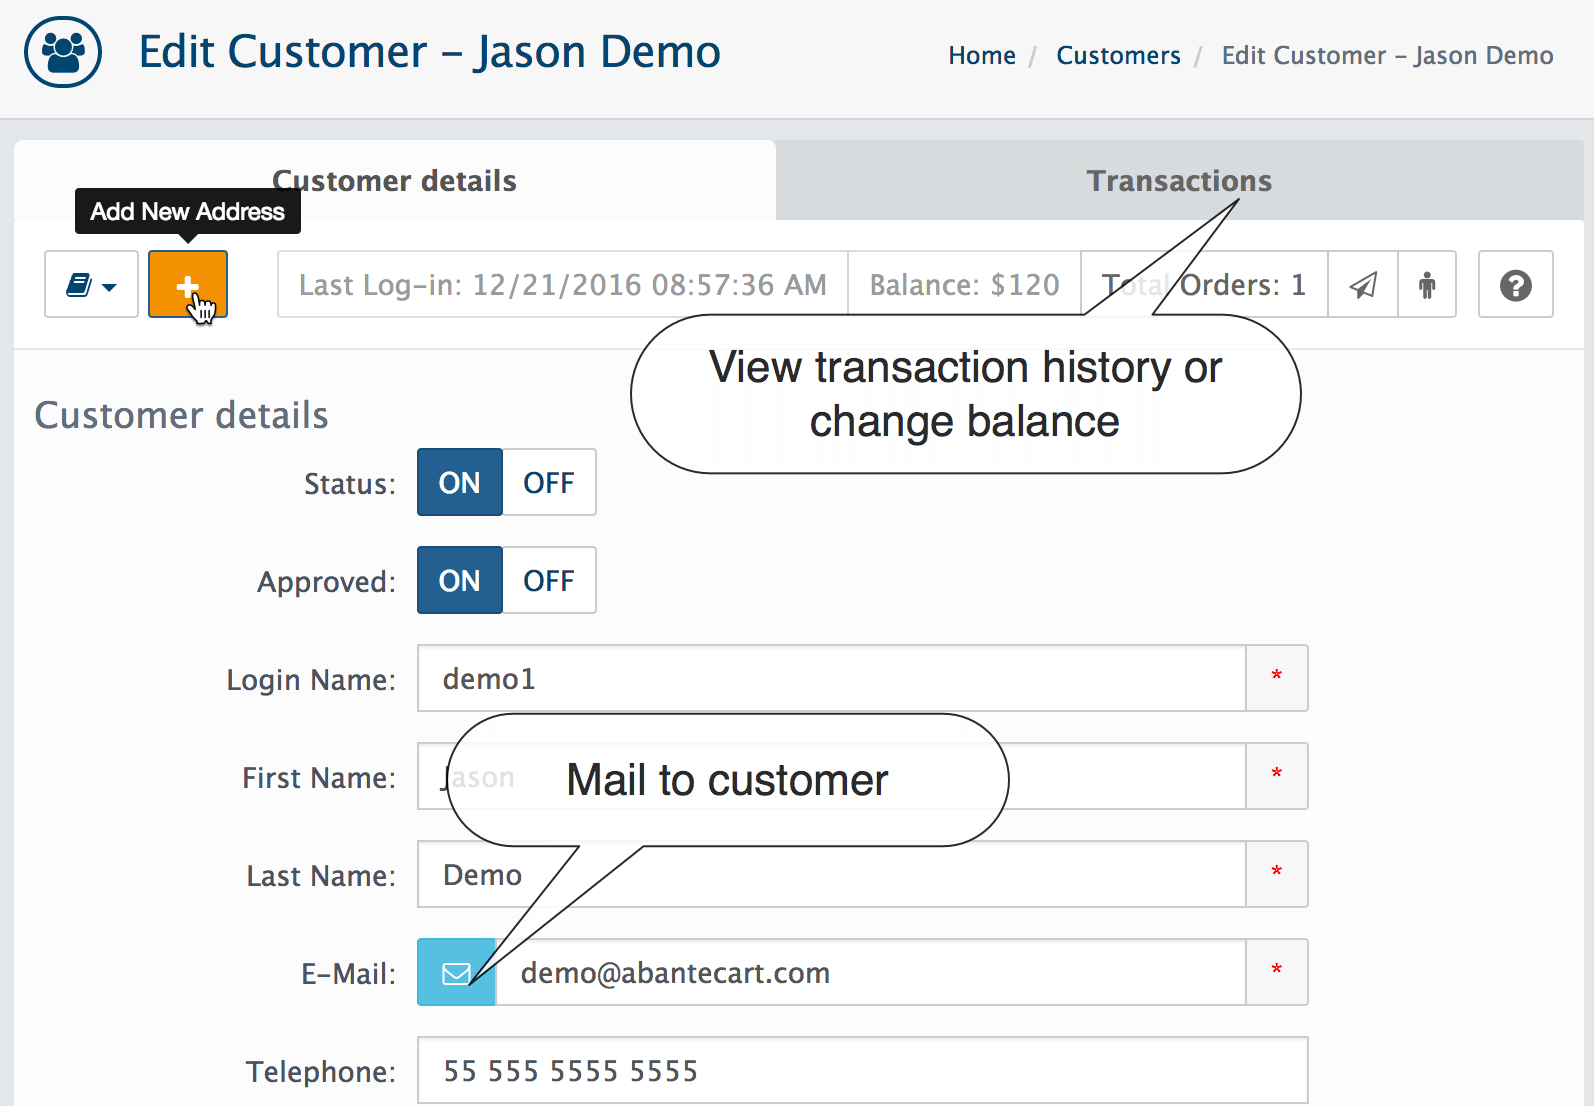 Edit Customer – Jason Demo
Home / Customers / Edit Customer – Jason Demo
Customer details
Transactions
Add New Address
Last Log-in: 12/21/2016 08:57:36 AM
Balance: $120
Total Orders: 1
View transaction history or
change balance
Customer details
Status: ON OFF
Approved: ON OFF
Login Name: demo1 *
First Name: Jason *
Mail to customer
Last Name: Demo *
E-Mail: demo@abantecart.com *
Telephone: 55 555 5555 5555